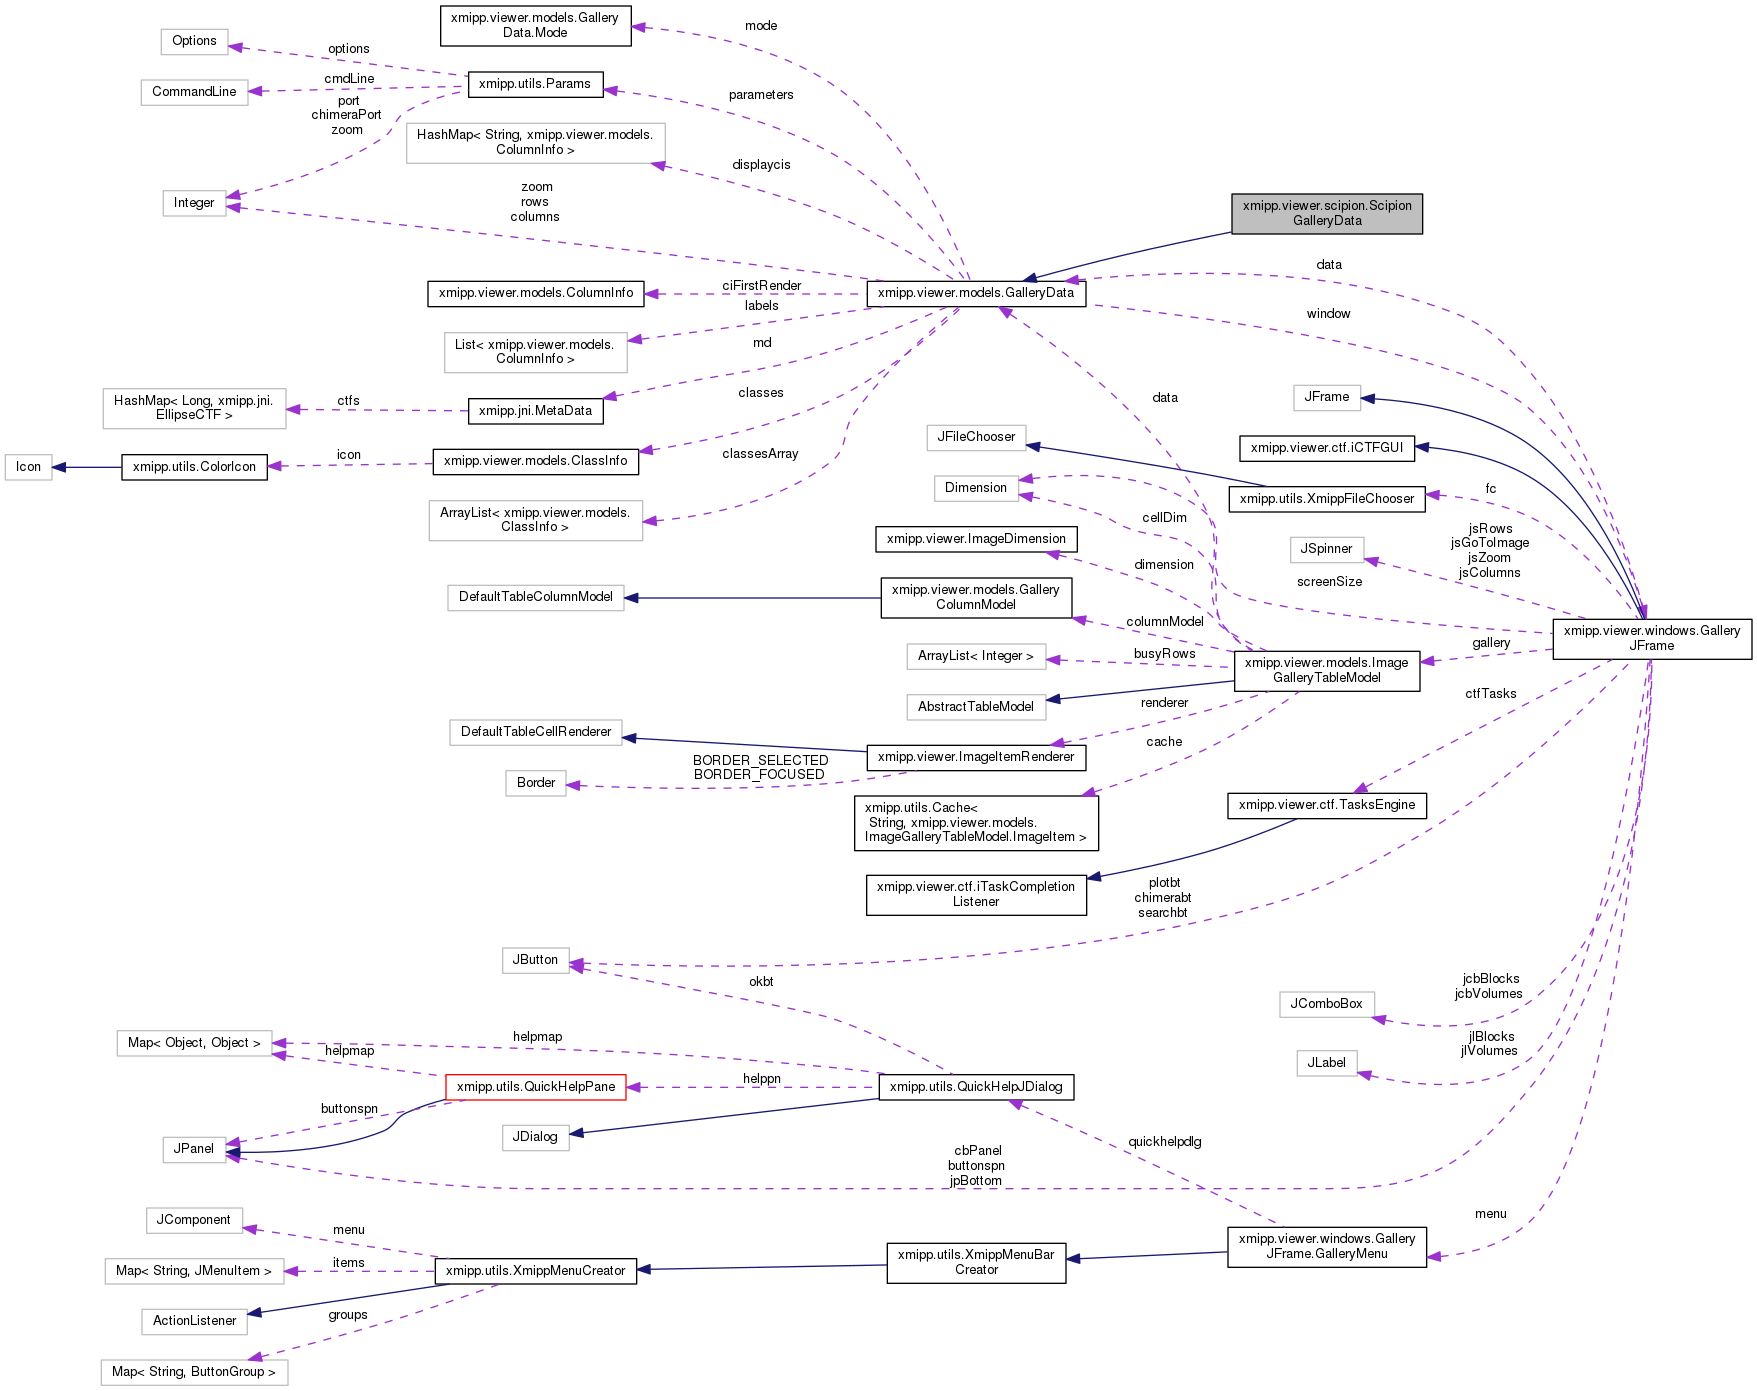 xmipp.viewer.models.Gallery
Data.Mode
mode
Options
options
xmipp.utils.Params
cmdLine
CommandLine
parameters
port
chimeraPort
zoom
HashMap< String, xmipp.viewer.models.
ColumnInfo >
displaycis
Integer
zoom
rows
columns
xmipp.viewer.scipion.Scipion
GalleryData
data
xmipp.viewer.models.ColumnInfo
ciFirstRender
xmipp.viewer.models.GalleryData
labels
window
List< xmipp.viewer.models.
ColumnInfo >
md
HashMap< Long, xmipp.jni.
EllipseCTF >
ctfs
xmipp.jni.MetaData
classes
data
JFrame
JFileChooser
xmipp.viewer.ctf.iCTFGUI
Icon
xmipp.utils.ColorIcon
icon
xmipp.viewer.models.ClassInfo
classesArray
Dimension
xmipp.utils.XmippFileChooser
fc
ArrayList< xmipp.viewer.models.
ClassInfo >
cellDim
xmipp.viewer.ImageDimension
JSpinner
jsRows
jsGoToImage
jsZoom
jsColumns
dimension
screenSize
DefaultTableColumnModel
xmipp.viewer.models.Gallery
ColumnModel
columnModel
xmipp.viewer.windows.Gallery
JFrame
gallery
ArrayList< Integer >
busyRows
xmipp.viewer.models.Image
GalleryTableModel
AbstractTableModel
renderer
ctfTasks
DefaultTableCellRenderer
cache
BORDER_SELECTED
BORDER_FOCUSED
xmipp.viewer.ImageItemRenderer
Border
xmipp.utils.Cache<
String, xmipp.viewer.models.
ImageGalleryTableModel.ImageItem >
xmipp.viewer.ctf.TasksEngine
xmipp.viewer.ctf.iTaskCompletion
Listener
plotbt
chimerabt
searchbt
JButton
okbt
JComboBox
jcbBlocks
jcbVolumes
Map< Object, Object >
helpmap
helpmap
jlBlocks
jlVolumes
JLabel
xmipp.utils.QuickHelpPane
helppn
xmipp.utils.QuickHelpJDialog
buttonspn
JPanel
JDialog
quickhelpdlg
cbPanel
buttonspn
jpBottom
JComponent
menu
menu
xmipp.viewer.windows.Gallery
JFrame.GalleryMenu
Map< String, JMenuItem >
items
xmipp.utils.XmippMenuCreator
xmipp.utils.XmippMenuBar
Creator
ActionListener
groups
Map< String, ButtonGroup >